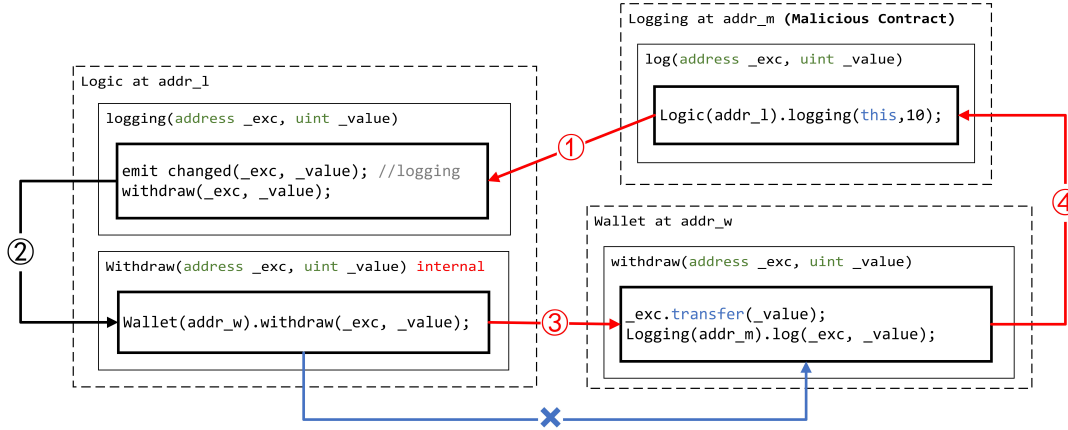 Logging at addr_m (Malicious Contract)
log(address _exc, uint _value)
Logic(addr_l).logging(this,10);
Logic at addr_l
logging(address _exc, uint _value)
emit changed(_exc, _value); //logging
withdraw(_exc, _value);
①
②
④
Wallet at addr_w
Withdraw(address _exc, uint _value) internal
Wallet(addr_w).withdraw(_exc, _value);
③
withdraw(address _exc, uint _value)
_exc.transfer(_value);
Logging(addr_m).log(_exc, _value);